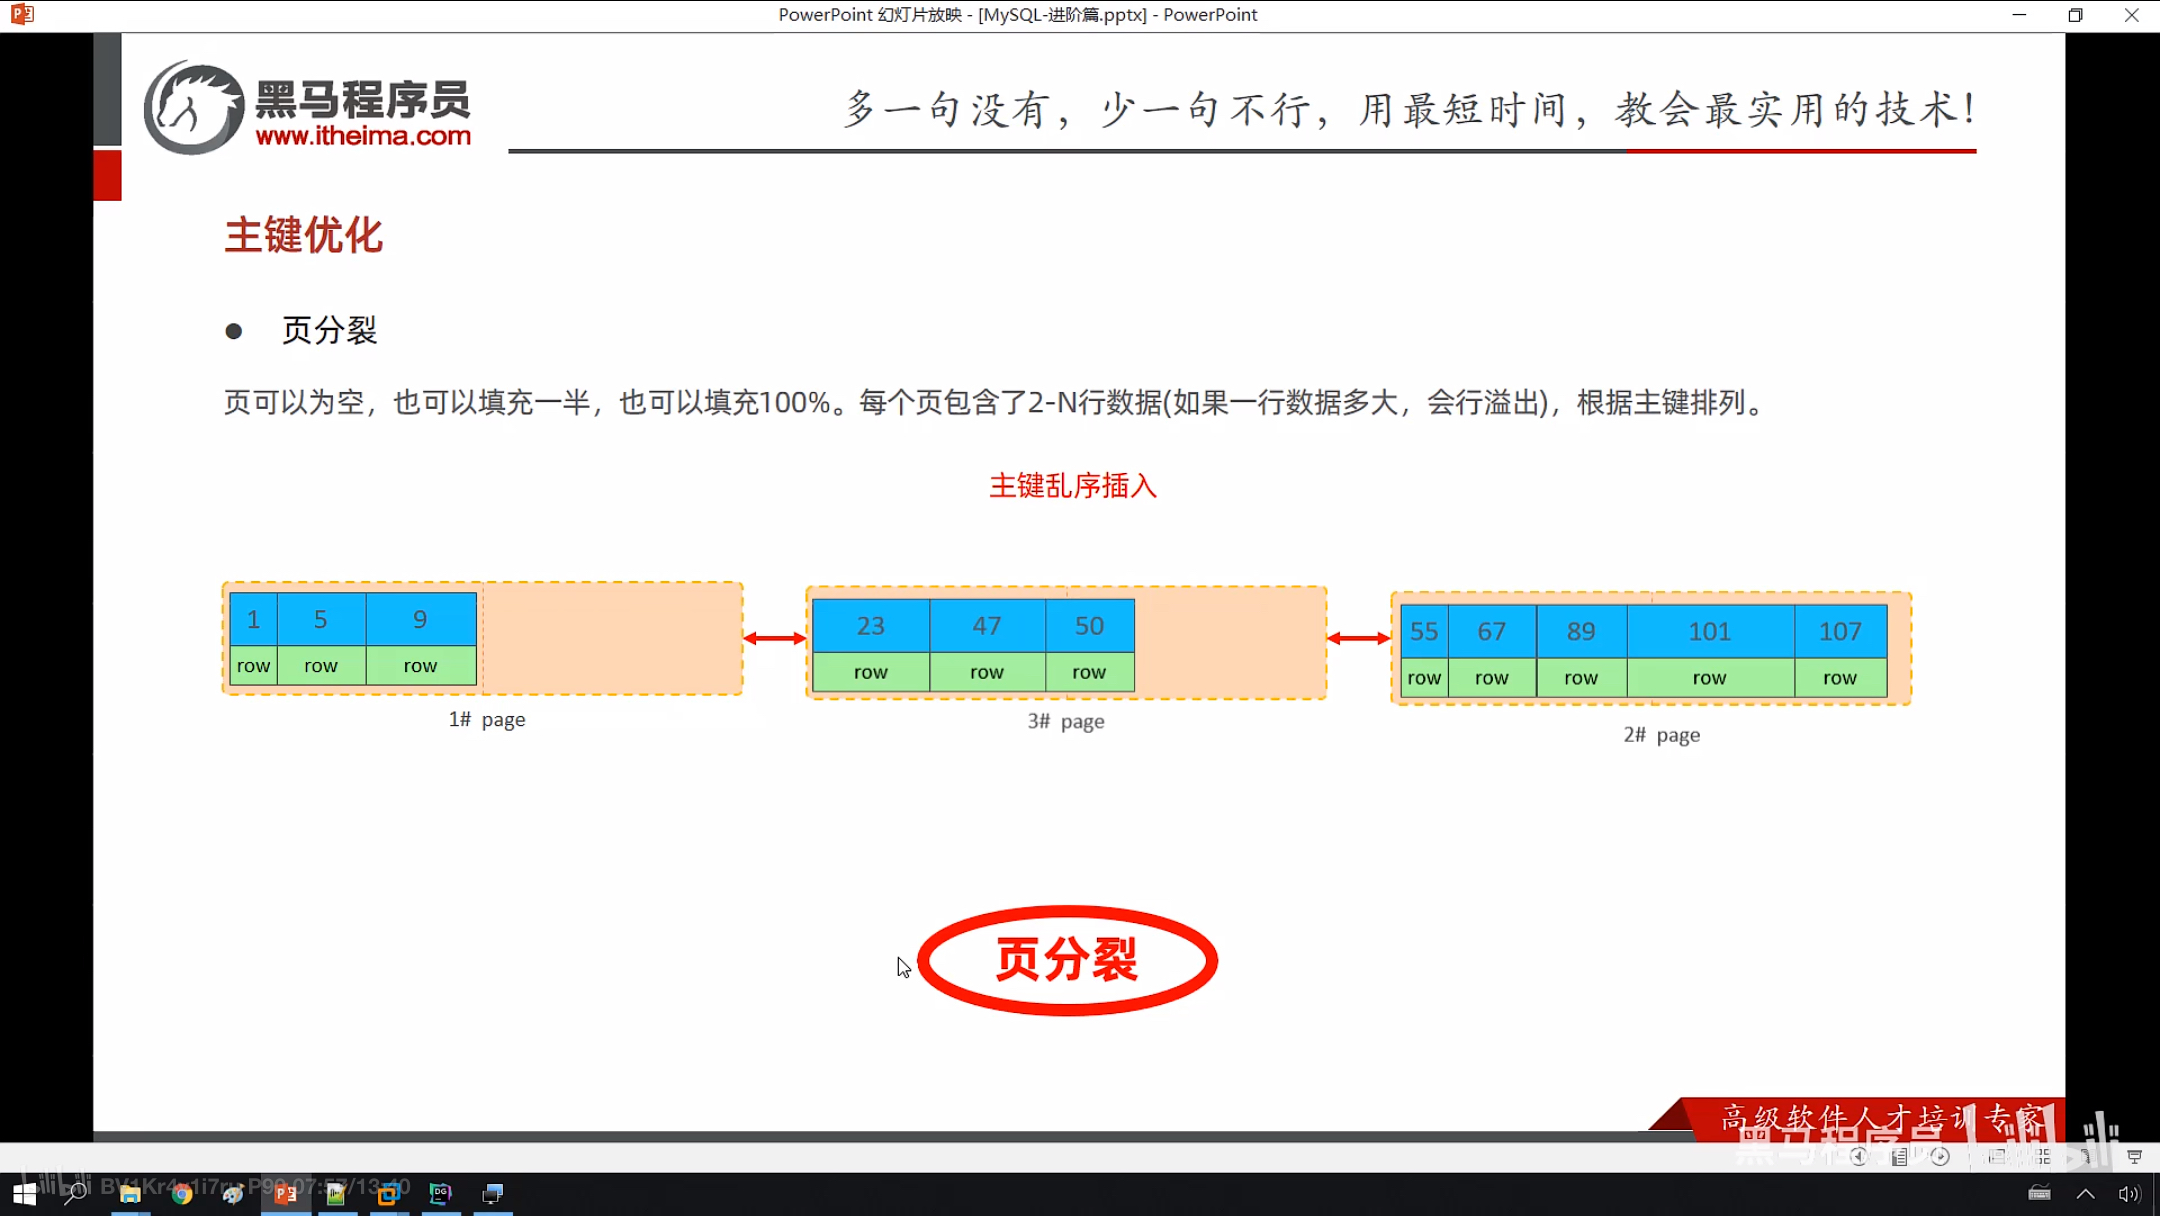 PowerPoint 幻灯片放映 - [MySQL-进阶篇.pptx] - PowerPoint
黑马程序员
www.itheima.com
多一句没有，少一句不行，用最短时间，教会最实用的技术！
主键优化
● 页分裂
页可以为空，也可以填充一半，也可以填充100%。每个页包含了2-N行数据(如果一行数据多大，会行溢出)，根据主键排列。
主键乱序插入
1 5 9
row row row
1# page
23 47 50
row row row
3# page
55 67 89 101 107
row row row row row
2# page
页分裂
高级软件人才培训专家
黑马程序员
BV1Kr4y1i7ru P90 07:57/13:40